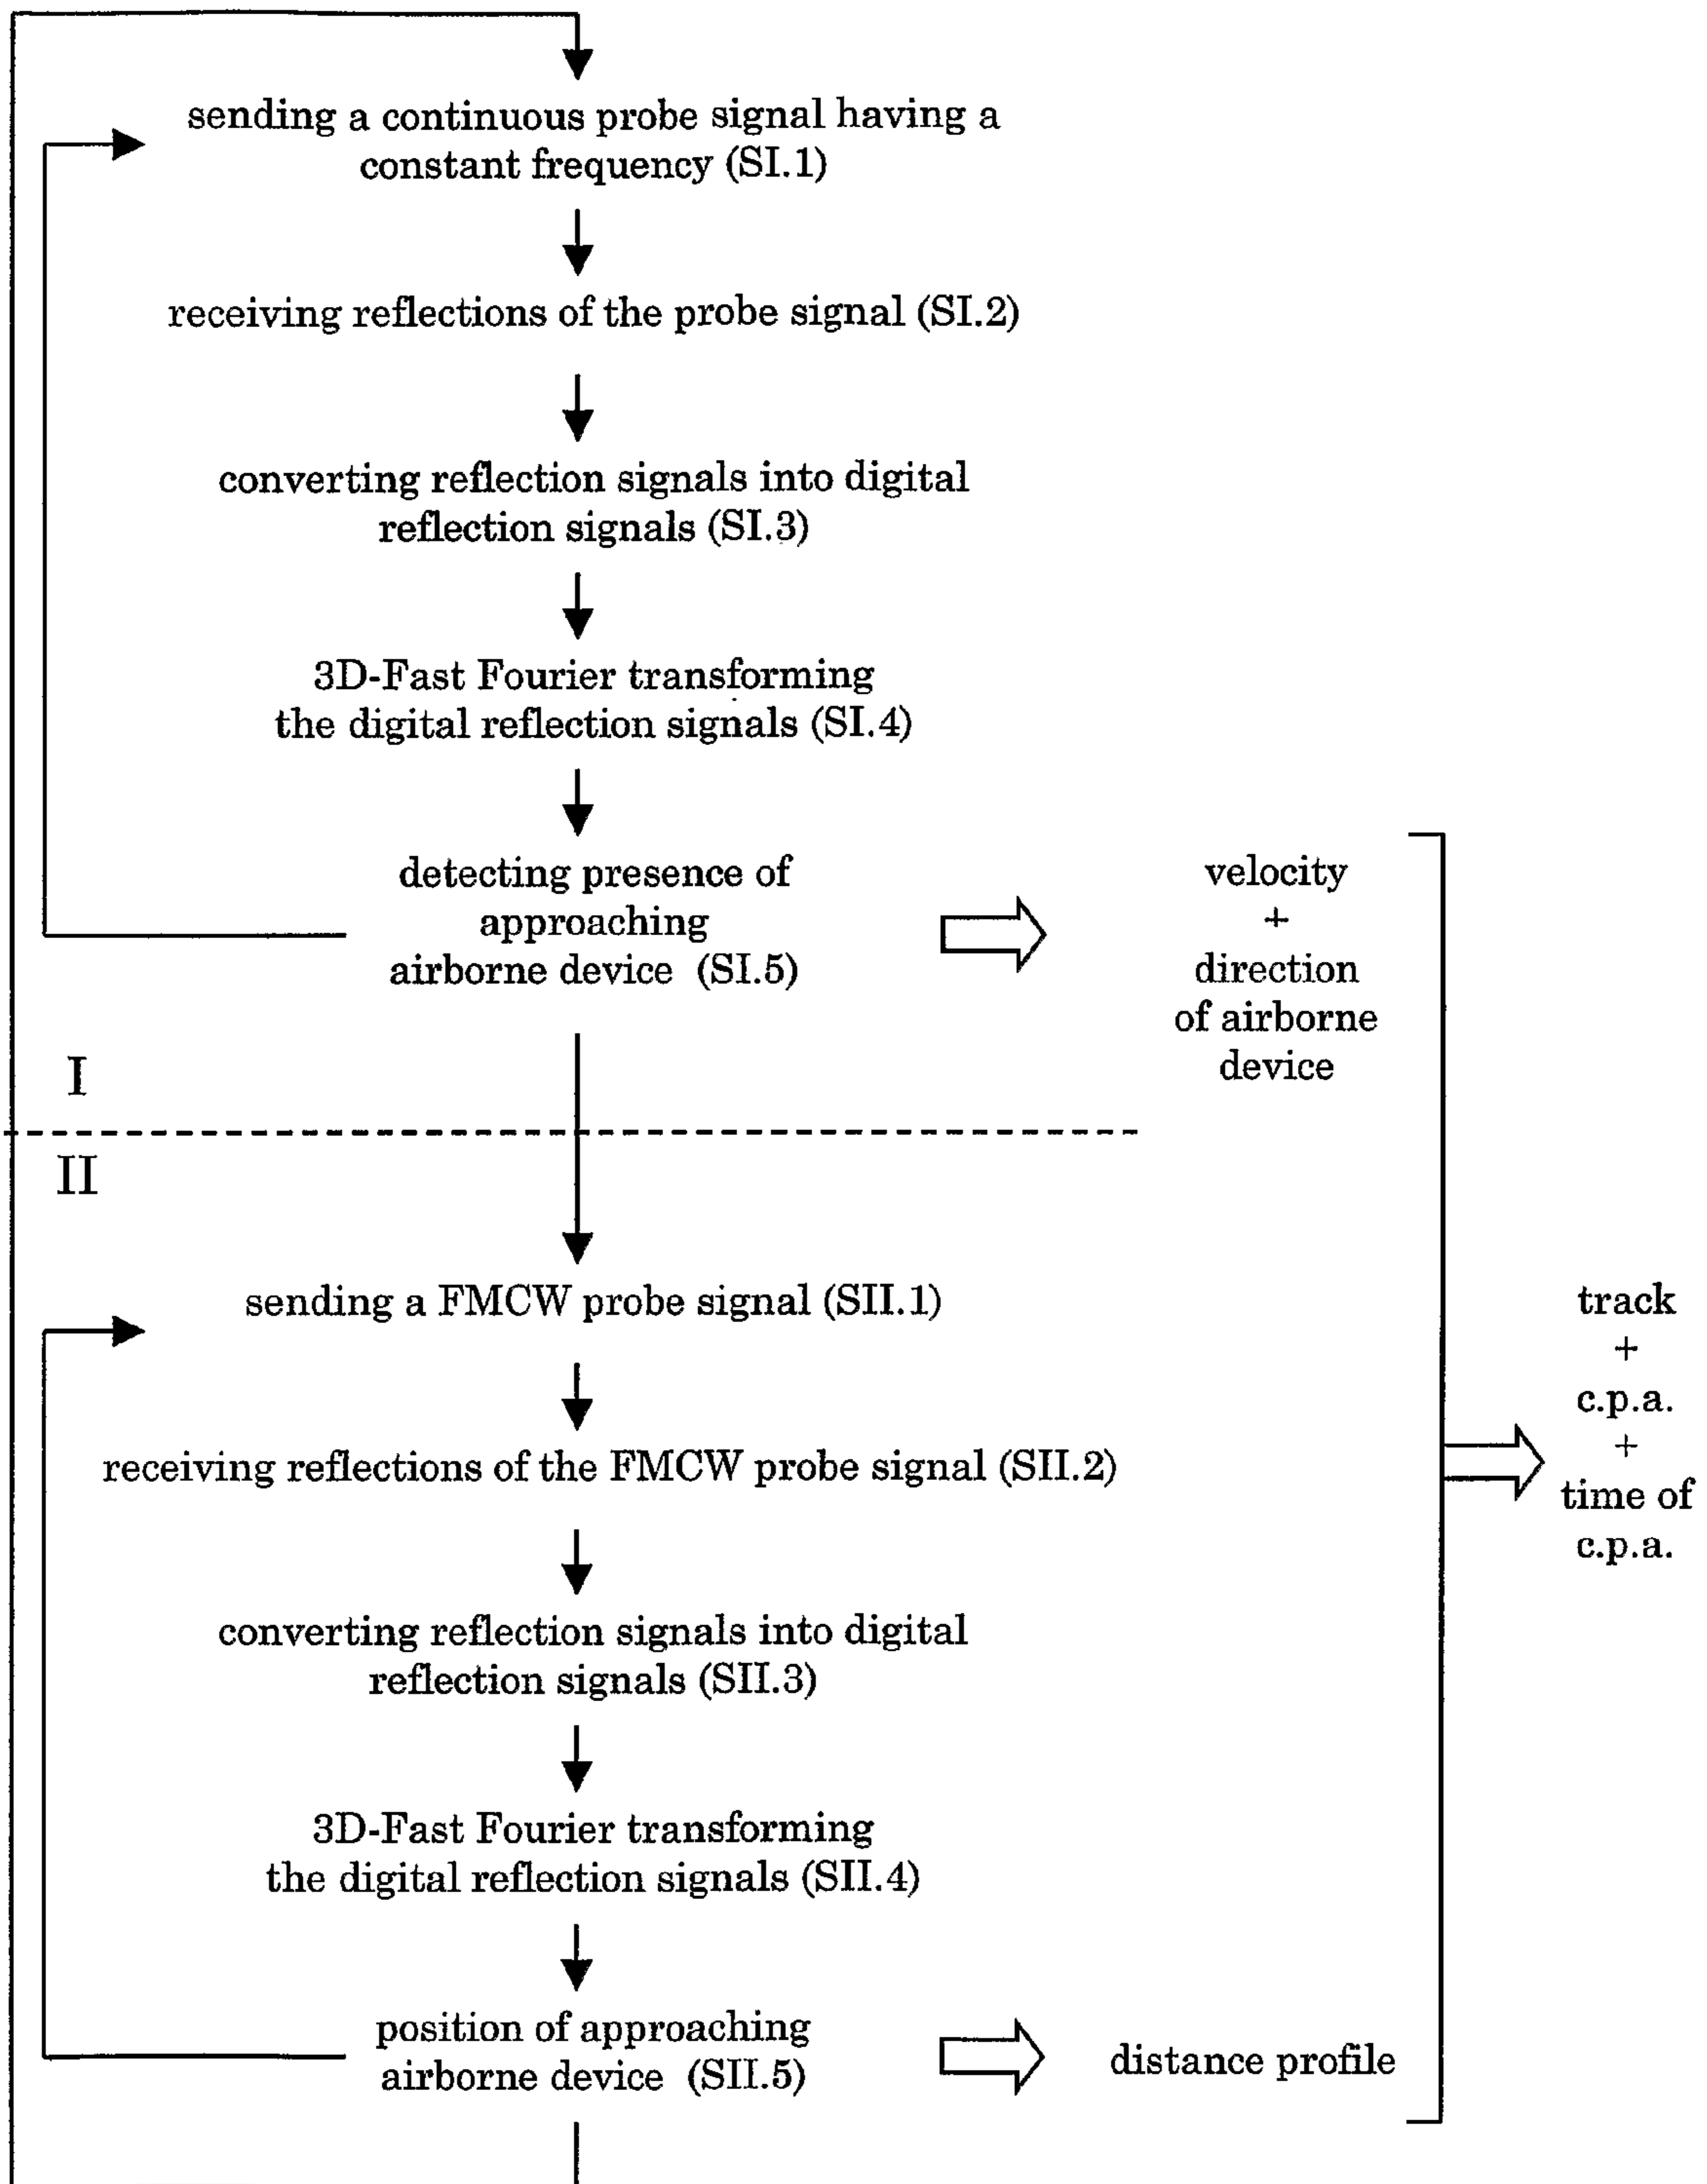 sending a continuous probe signal having a
constant frequency (SI.1)
receiving reflections of the probe signal (SI.2)
converting reflection signals into digital
reflection signals (SI.3)
3D-Fast Fourier transforming
the digital reflection signals (SI.4)
detecting presence of
approaching
airborne device (SI.5)
velocity
+
direction
of airborne
device
I
II
sending a FMCW probe signal (SII.1)
receiving reflections of the FMCW probe signal (SII.2)
converting reflection signals into digital
reflection signals (SII.3)
3D-Fast Fourier transforming
the digital reflection signals (SII.4)
position of approaching
airborne device (SII.5)
distance profile
track
+
c.p.a.
+
time of
c.p.a.